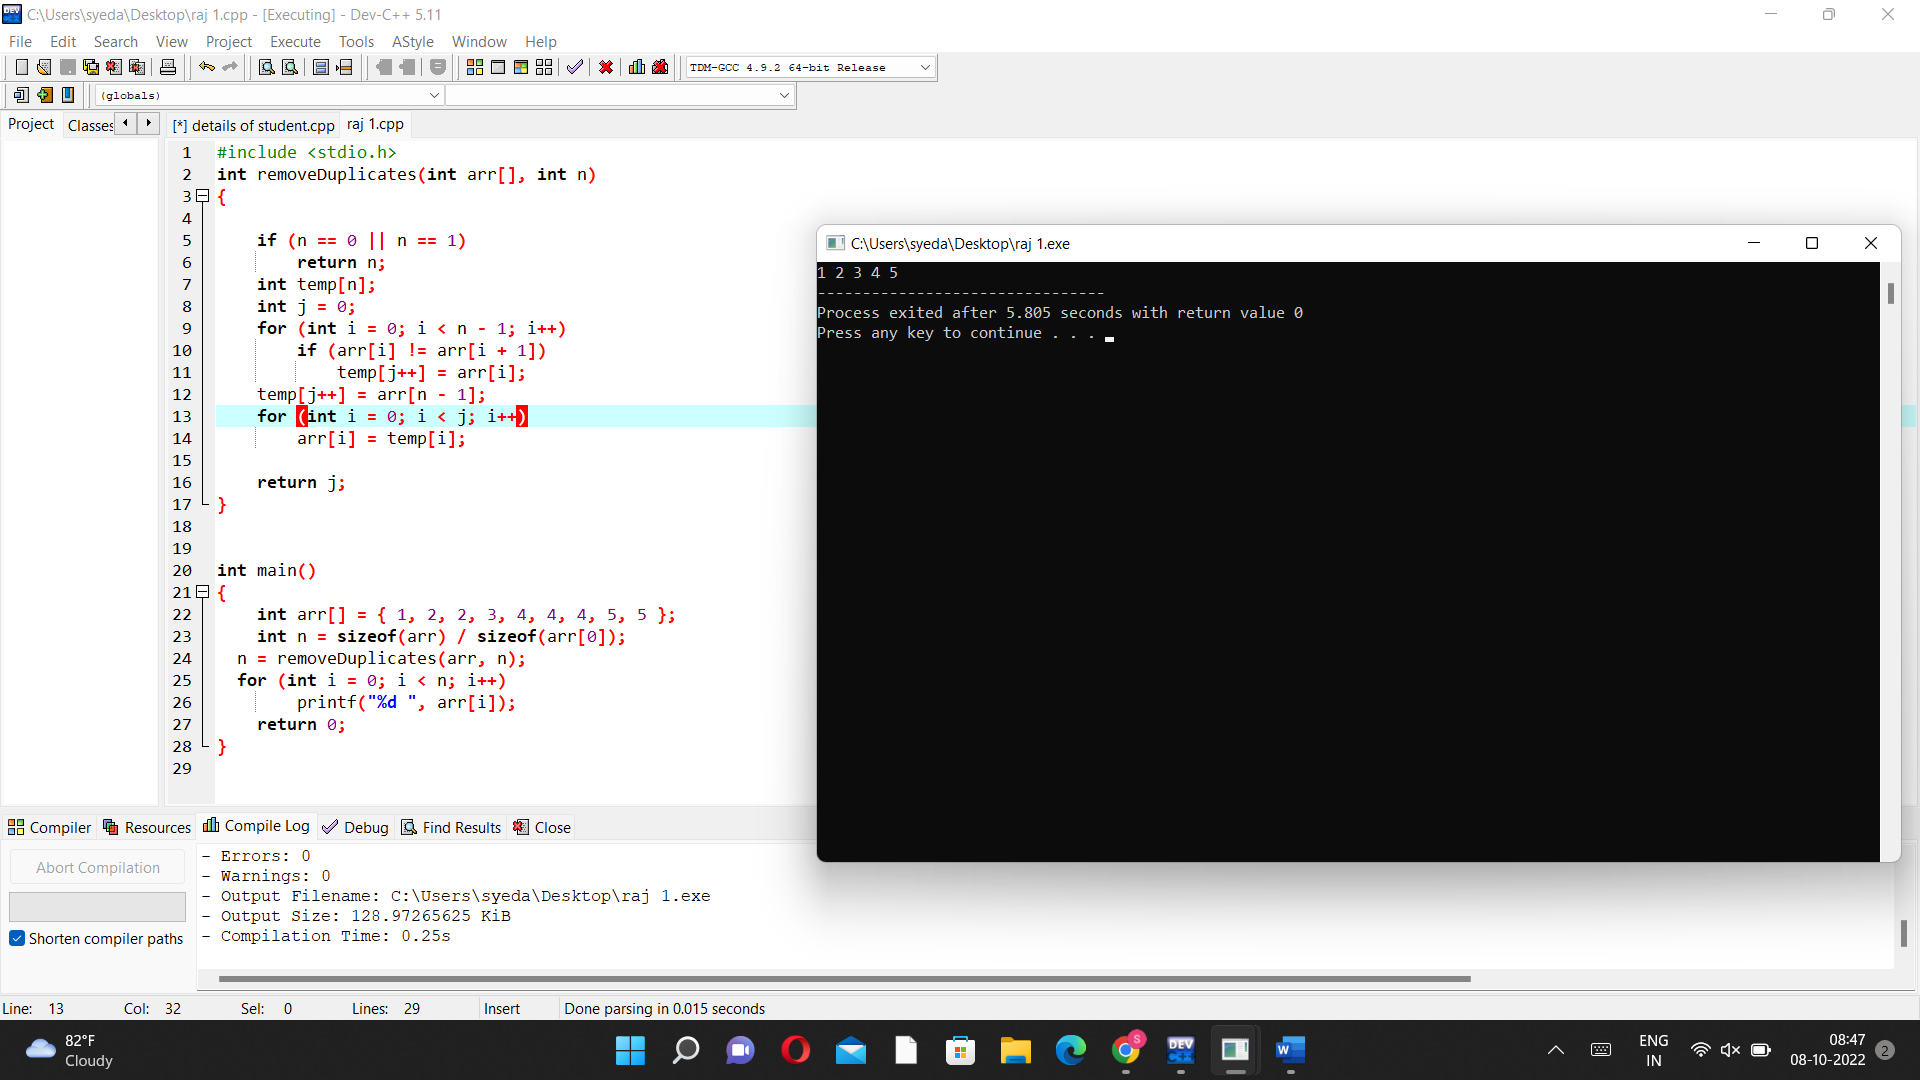 C:\Users\syeda\Desktop\raj 1.cpp - [Executing] - Dev-C++ 5.11
File Edit Search View Project Execute Tools AStyle Window Help
TDM-GCC 4.9.2 64-bit Release
(globals)
Project Classes [*] details of student.cpp raj 1.cpp
1 #include <stdio.h>
2 int removeDuplicates(int arr[], int n)
3 {
4
5 if (n == 0 || n == 1)
6 return n;
7 int temp[n];
8 int j = 0;
9 for (int i = 0; i < n - 1; i++)
10 if (arr[i] != arr[i + 1])
11 temp[j++] = arr[i];
12 temp[j++] = arr[n - 1];
13 for (int i = 0; i < j; i++)
14 arr[i] = temp[i];
15
16 return j;
17 }
18
19
20 int main()
21 {
22 int arr[] = { 1, 2, 2, 3, 4, 4, 4, 5, 5 };
23 int n = sizeof(arr) / sizeof(arr[0]);
24 n = removeDuplicates(arr, n);
25 for (int i = 0; i < n; i++)
26 printf("%d ", arr[i]);
27 return 0;
28 }
29
C:\Users\syeda\Desktop\raj 1.exe
1 2 3 4 5
--------------------------------
Process exited after 5.805 seconds with return value 0
Press any key to continue . . .
Compiler Resources Compile Log Debug Find Results Close
Abort Compilation
Shorten compiler paths
- Errors: 0
- Warnings: 0
- Output Filename: C:\Users\syeda\Desktop\raj 1.exe
- Output Size: 128.97265625 KiB
- Compilation Time: 0.25s
Line: 13 Col: 32 Sel: 0 Lines: 29 Insert Done parsing in 0.015 seconds
82°F
Cloudy
S
DEV
C++
W
ENG
IN
08:47
08-10-2022
2